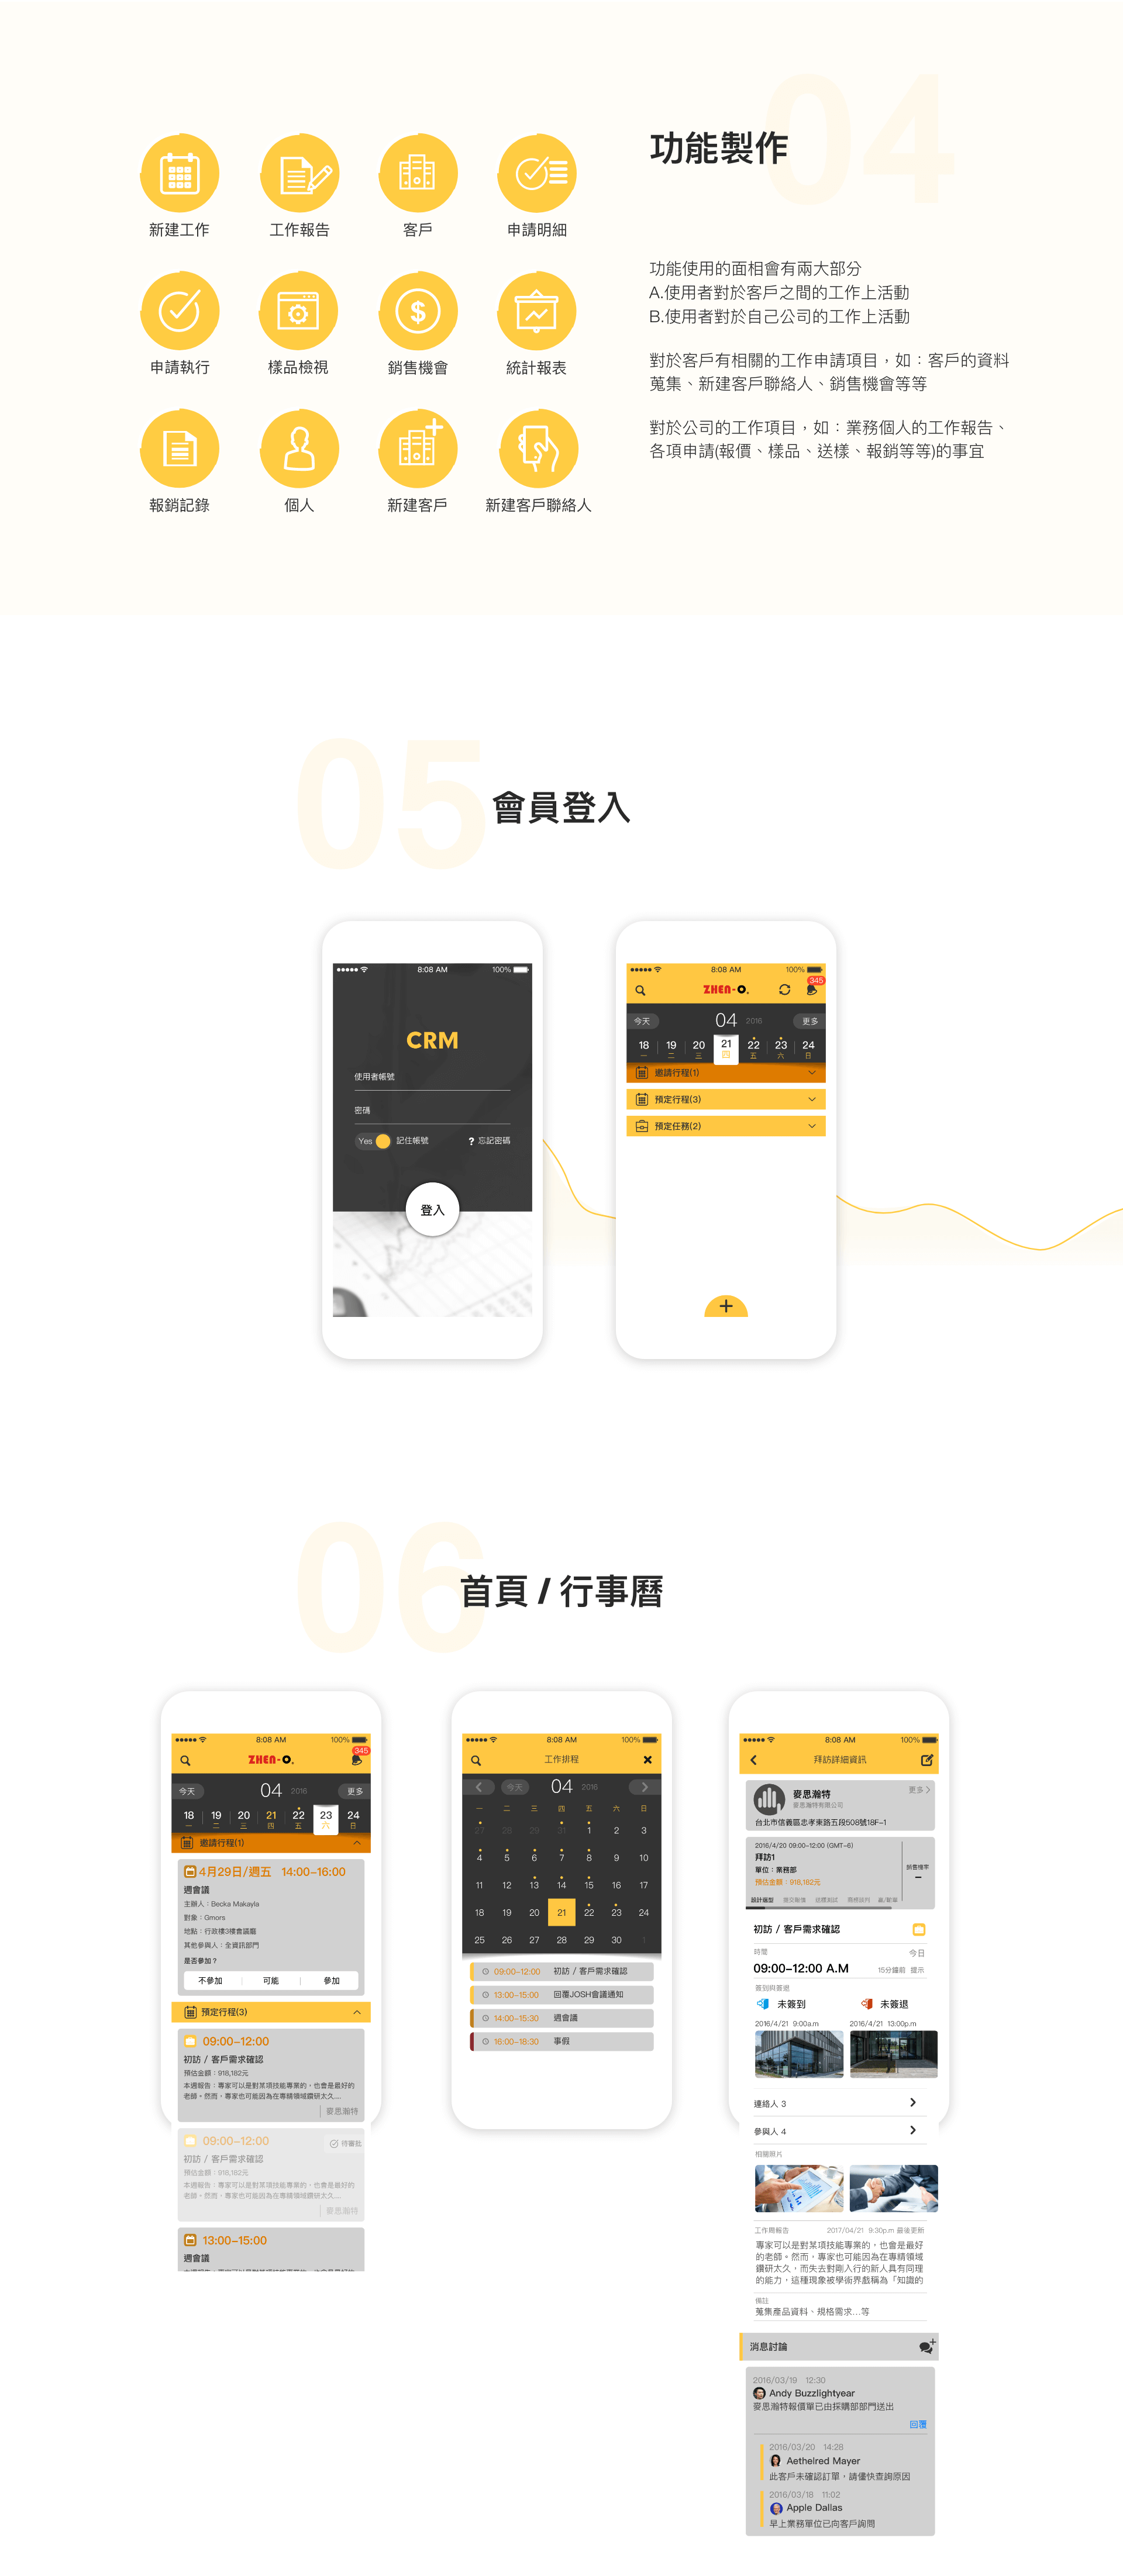 04
功能製作
新建工作
工作報告
客戶
申請明細
申請執行
樣品檢視
銷售機會
統計報表
報銷記錄
個人
新建客戶
新建客戶聯絡人
功能使用的面相會有兩大部分
A.使用者對於客戶之間的工作上活動
B.使用者對於自己公司的工作上活動
對於客戶有相關的工作申請項目，如：客戶的資料
蒐集、新建客戶聯絡人、銷售機會等等
對於公司的工作項目，如：業務個人的工作報告、
各項申請(報價、樣品、送樣、報銷等等)的事宜
05
會員登入
8:08 AM
100%
CRM
使用者帳號
密碼
Yes
記住帳號
? 忘記密碼
登入
8:08 AM
100%
ZHEN-O.
345
今天
04 2016
更多
18 19 20 21 22 23 24
一 二 三 四 五 六 日
邀請行程(1)
預定行程(3)
預定任務(2)
+
06
首頁 / 行事曆
8:08 AM
100%
ZHEN-O.
345
今天
04 2016
更多
18 19 20 21 22 23 24
一 二 三 四 五 六 日
邀請行程(1)
4月29日/週五 14:00-16:00
週會議
主辦人：Becka Makayla
對象：Gmors
地點：行政樓3樓會議廳
其他參與人：全資訊部門
是否參加？
不參加
可能
參加
預定行程(3)
09:00-12:00
初訪 / 客戶需求確認
預估金額：918,182元
本週報告：專家可以是對某項技能專業的，也會是最好的
老師。然而，專家也可能因為在專精領域鑽研太久...
麥思瀚特
09:00-12:00
待審批
初訪 / 客戶需求確認
預估金額：918,182元
本週報告：專家可以是對某項技能專業的，也會是最好的
老師。然而，專家也可能因為在專精領域鑽研太久...
麥思瀚特
13:00-15:00
週會議
8:08 AM
100%
工作排程
今天
04 2016
一 二 三 四 五 六 日
27 28 29 31 1 2 3
4 5 6 7 8 9 10
11 12 13 14 15 16 17
18 19 20 21 22 23 24
25 26 27 28 29 30 1
09:00-12:00 初訪 / 客戶需求確認
13:00-15:00 回覆JOSH會議通知
14:00-15:30 週會議
16:00-18:30 事假
8:08 AM
100%
拜訪詳細資訊
麥思瀚特
更多
麥思瀚特有限公司
台北市信義區忠孝東路五段508號18F-1
2016/4/20 09:00-12:00 (GMT-6)
拜訪1
單位：業務部
預估金額：918,182元
銷售機率
設計選型
初訪 / 客戶需求確認
時間
今日
09:00-12:00 A.M
15分鐘前 提示
簽到與簽退
未簽到
未簽退
2016/4/21 9:00a.m
2016/4/21 13:00p.m
連絡人 3
參與人 4
相關照片
工作周報告
2017/04/21 9:30p.m 最後更新
專家可以是對某項技能專業的，也會是最好
的老師。然而，專家也可能因為在專精領域
鑽研太久，而失去對剛入行的新人具有同理
的能力，這種現象被學術界戲稱為「知識的
備註
蒐集產品資料、規格需求...等
消息討論
2016/03/19 12:30
Andy Buzzlightyear
麥思瀚特報價單已由採購部部門送出
回覆
2016/03/20 14:28
Aethelred Mayer
此客戶未確認訂單，請儘快查詢原因
2016/03/18 11:02
Apple Dallas
早上業務單位已向客戶詢問